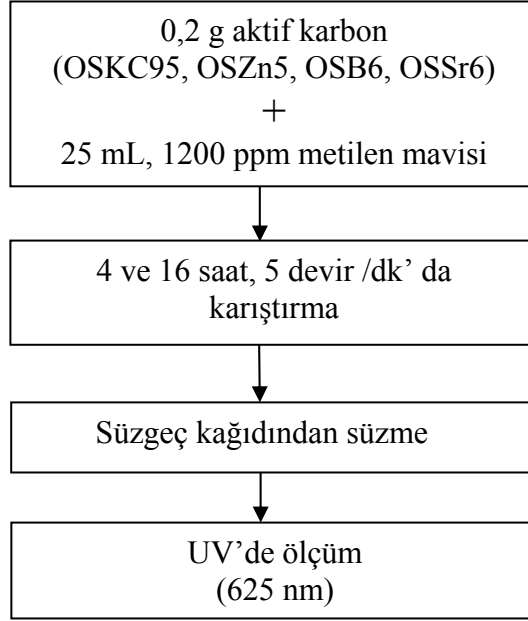 0,2 g aktif karbon
(OSKC95, OSZn5, OSB6, OSSr6)
+
25 mL, 1200 ppm metilen mavisi
4 ve 16 saat, 5 devir /dk’ da
karıştırma
Süzgeç kağıdından süzme
UV’de ölçüm
(625 nm)